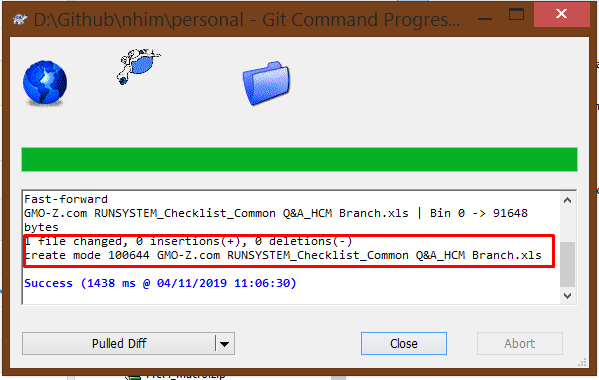 D:\Github\nhim\personal - Git Command Progres...
Fast-forward
GMO-Z.com RUNSYSTEM_Checklist_Common Q&A_HCM Branch.xls | Bin 0 -> 91648
bytes
1 file changed, 0 insertions(+), 0 deletions(-)
create mode 100644 GMO-Z.com RUNSYSTEM_Checklist_Common Q&A_HCM Branch.xls
Success (1438 ms @ 04/11/2019 11:06:30)
Pulled Diff
Close
Abort